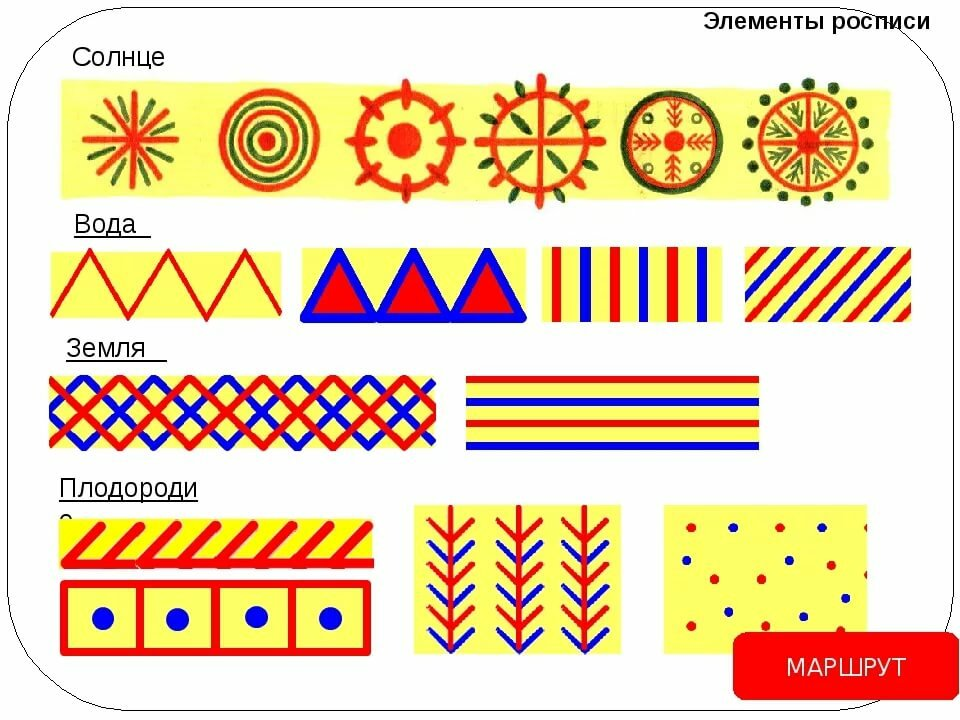 Элементы росписи
Солнце
Вода
Земля
Плодороди
МАРШРУТ